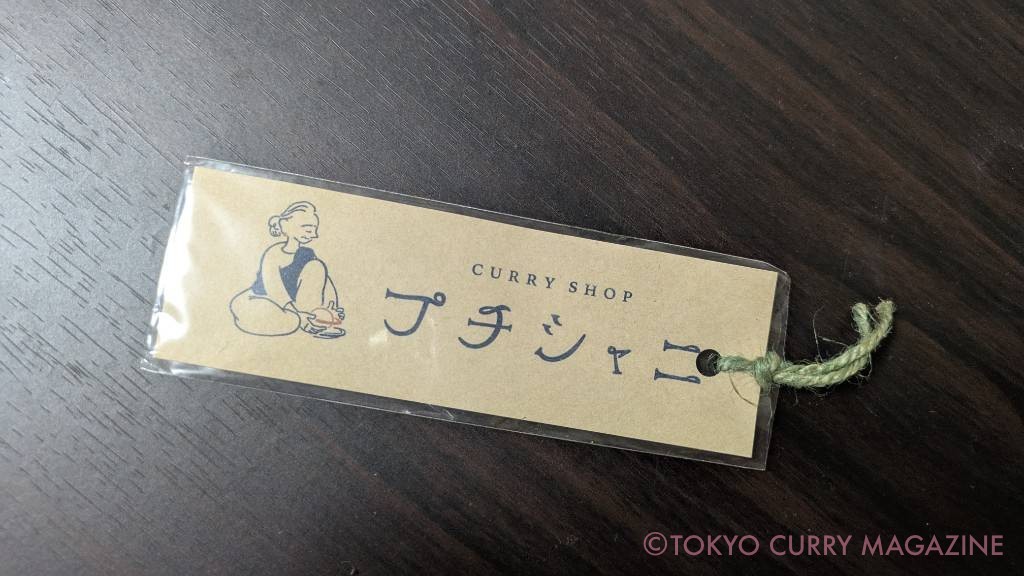 CURRY SHOP
プチシャニ
©TOKYO CURRY MAGAZINE